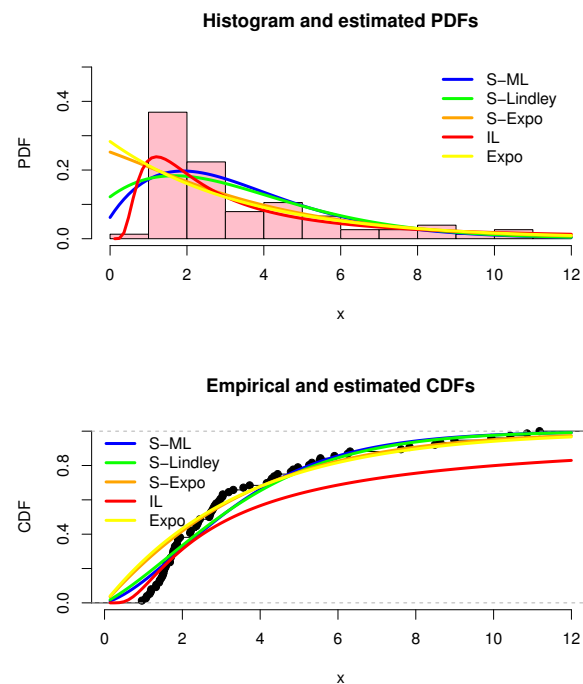 Histogram and estimated PDFs
PDF
0.0
0.2
0.4
S−ML
S−Lindley
S−Expo
IL
Expo
0
2
4
6
8
10
12
x
Empirical and estimated CDFs
CDF
0.0
0.4
0.8
S−ML
S−Lindley
S−Expo
IL
Expo
0
2
4
6
8
10
12
x